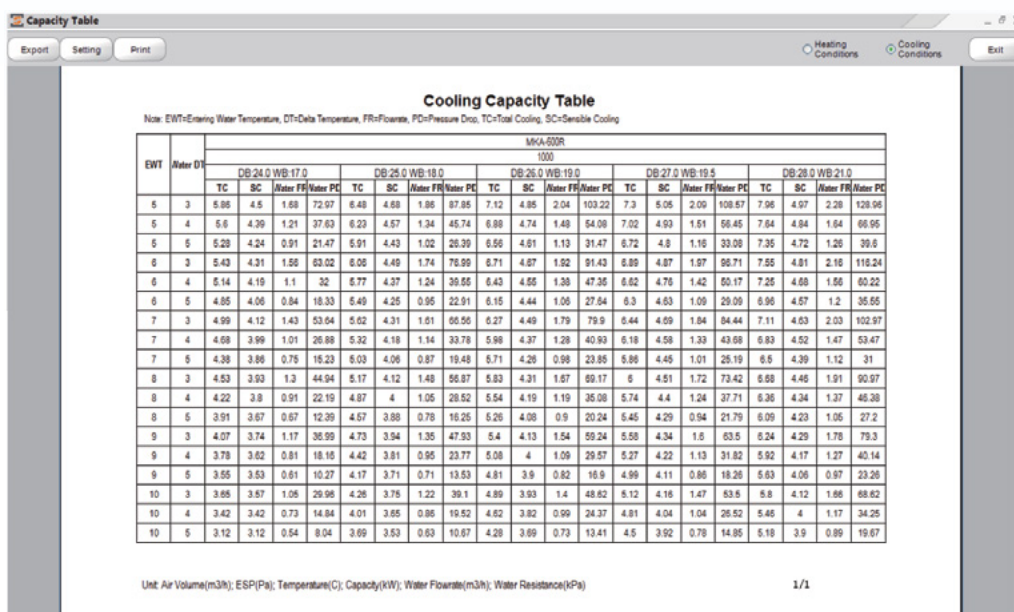 Capacity Table
Export Setting Print Heating Conditions Cooling Conditions Exit
Cooling Capacity Table
Note: EWT=Entering Water Temperature, DT=Delta Temperature, FR=Flowrate, PD=Pressure Drop, TC=Total Cooling, SC=Sensible Cooling
MKA-600R
EWT Water DT 1000
DB:24.0 WB:17.0 DB:25.0 WB:18.0 DB:26.0 WB:19.0 DB:27.0 WB:19.5 DB:28.0 WB:21.0
TC SC Water FR Water PD TC SC Water FR Water PD TC SC Water FR Water PD TC SC Water FR Water PD TC SC Water FR Water PD
5 3 5.86 4.5 1.68 72.97 6.48 4.68 1.86 87.85 7.12 4.85 2.04 103.22 7.3 5.05 2.09 108.57 7.96 4.97 2.28 128.96
5 4 5.6 4.39 1.21 37.63 6.23 4.57 1.34 45.74 6.88 4.74 1.48 54.08 7.02 4.93 1.51 56.45 7.64 4.84 1.64 66.95
5 5 5.28 4.24 0.91 21.47 5.91 4.43 1.02 26.39 6.56 4.61 1.13 31.47 6.72 4.8 1.16 33.08 7.35 4.72 1.26 39.6
6 3 5.43 4.31 1.56 63.02 6.06 4.49 1.74 76.99 6.71 4.67 1.92 91.43 6.89 4.87 1.97 96.71 7.55 4.81 2.16 116.24
6 4 5.14 4.19 1.1 32 5.77 4.37 1.24 39.55 6.43 4.55 1.38 47.35 6.62 4.76 1.42 50.17 7.25 4.68 1.56 60.22
6 5 4.85 4.06 0.84 18.33 5.49 4.25 0.95 22.91 6.15 4.44 1.06 27.64 6.3 4.63 1.09 29.09 6.96 4.57 1.2 35.55
7 3 4.99 4.12 1.43 53.64 5.62 4.31 1.61 66.56 6.27 4.49 1.79 79.9 6.44 4.69 1.84 84.44 7.11 4.63 2.03 102.97
7 4 4.68 3.99 1.01 26.88 5.32 4.18 1.14 33.78 5.98 4.37 1.28 40.93 6.18 4.58 1.33 43.68 6.83 4.52 1.47 53.47
7 5 4.38 3.86 0.75 15.23 5.03 4.06 0.87 19.48 5.71 4.26 0.98 23.85 5.86 4.45 1.01 25.19 6.5 4.39 1.12 31
8 3 4.53 3.93 1.3 44.94 5.17 4.12 1.48 56.87 5.83 4.31 1.67 69.17 6 4.51 1.72 73.42 6.68 4.46 1.91 90.97
8 4 4.22 3.8 0.91 22.19 4.87 4 1.05 28.52 5.54 4.19 1.19 35.08 5.74 4.4 1.24 37.71 6.36 4.34 1.37 46.38
8 5 3.91 3.67 0.67 12.39 4.57 3.88 0.78 16.25 5.26 4.08 0.9 20.24 5.45 4.29 0.94 21.79 6.09 4.23 1.05 27.2
9 3 4.07 3.74 1.17 36.99 4.73 3.94 1.35 47.93 5.4 4.13 1.54 59.24 5.58 4.34 1.6 63.5 6.24 4.29 1.78 79.3
9 4 3.78 3.62 0.81 18.16 4.42 3.81 0.95 23.77 5.08 4 1.09 29.57 5.27 4.22 1.13 31.82 5.92 4.17 1.27 40.14
9 5 3.55 3.53 0.61 10.27 4.17 3.71 0.71 13.53 4.81 3.9 0.82 16.9 4.99 4.11 0.86 18.26 5.63 4.06 0.97 23.26
10 3 3.65 3.57 1.05 29.96 4.26 3.75 1.22 39.1 4.89 3.93 1.4 48.62 5.12 4.16 1.47 53.5 5.8 4.12 1.66 68.62
10 4 3.42 3.42 0.73 14.84 4.01 3.65 0.86 19.52 4.62 3.82 0.99 24.37 4.81 4.04 1.04 26.52 5.46 4 1.17 34.25
10 5 3.12 3.12 0.54 8.04 3.69 3.53 0.63 10.67 4.28 3.69 0.73 13.41 4.5 3.92 0.78 14.85 5.18 3.9 0.89 19.67
Unit: Air Volume(m3/h); ESP(Pa); Temperature(C); Capacity(kW); Water Flowrate(m3/h); Water Resistance(kPa) 1/1